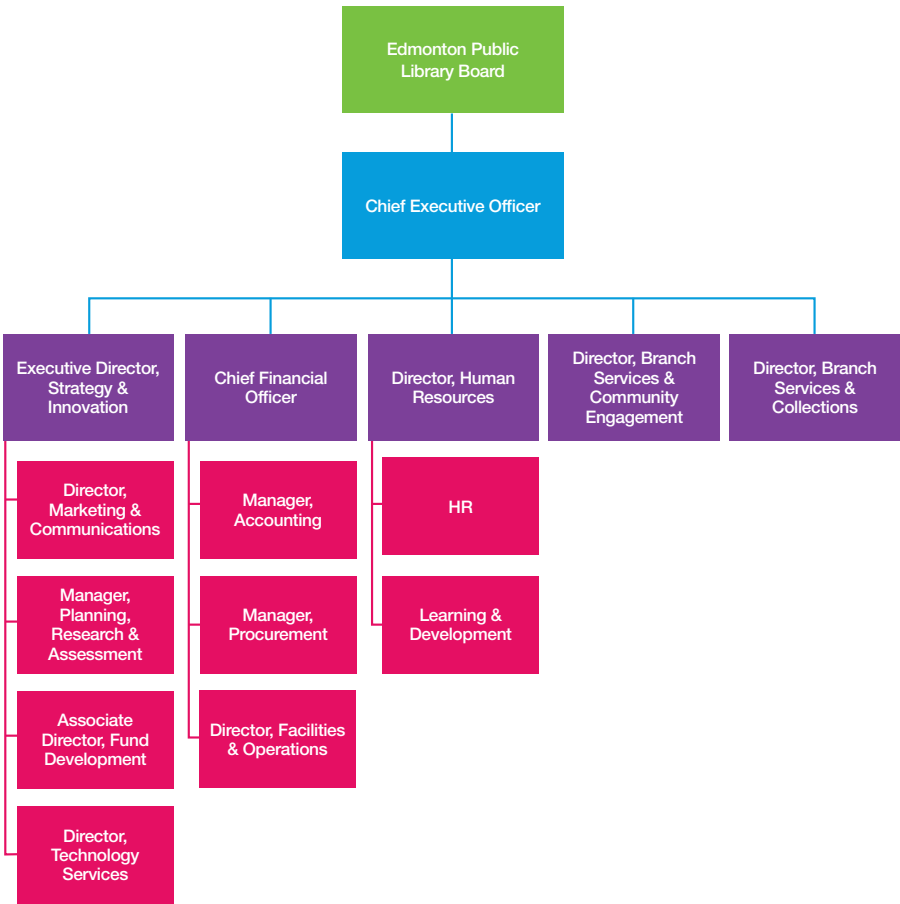 Edmonton Public
Library Board
Chief Executive Officer
Executive Director,
Strategy &
Innovation
Chief Financial
Officer
Director, Human
Resources
Director, Branch
Services &
Community
Engagement
Director, Branch
Services &
Collections
Director,
Marketing &
Communications
Manager,
Planning,
Research &
Assessment
Associate
Director, Fund
Development
Director,
Technology
Services
Manager,
Accounting
Manager,
Procurement
Director, Facilities
& Operations
HR
Learning &
Development